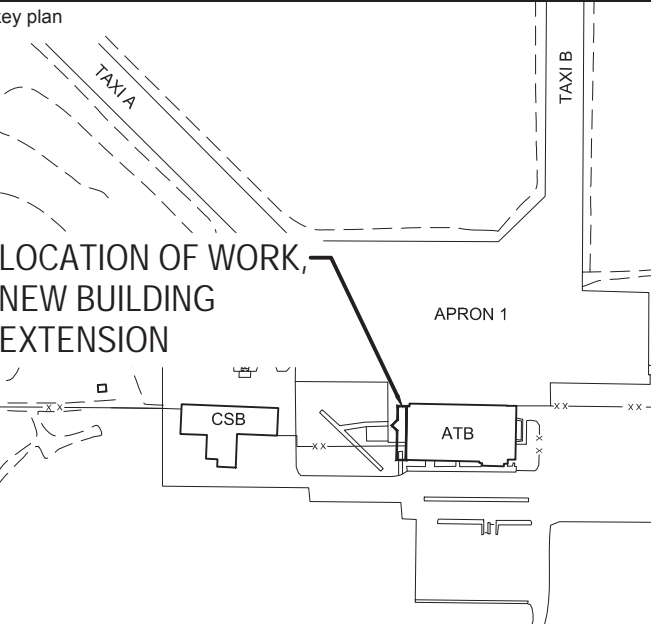 key plan
TAXI A
TAXI B
LOCATION OF WORK,
NEW BUILDING
EXTENSION
APRON 1
CSB
ATB
x x
x x
x x
x x
x x